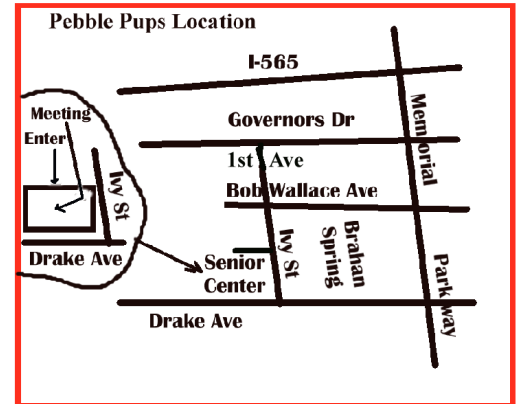 Pebble Pups Location
I-565
Meeting
Enter
Ivy St
Drake Ave
Governors Dr
1st Ave
Bob Wallace Ave
Memorial
Parkway
Senior
Center
Ivy St
Brahan
Spring
Drake Ave